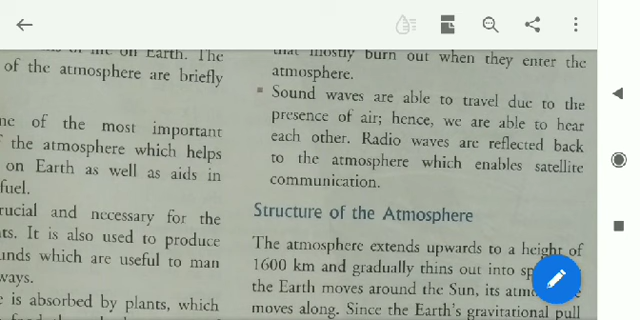 of life on Earth. The
of the atmosphere are briefly
ne of the most important
the atmosphere which helps
on Earth as well as aids in
fuel.
rucial and necessary for the
ts. It is also used to produce
unds which are useful to man
ways.
e is absorbed by plants, which
that mostly burn out when they enter the
atmosphere.
Sound waves are able to travel due to the
presence of air; hence, we are able to hear
each other. Radio waves are reflected back
to the atmosphere which enables satellite
communication.
Structure of the Atmosphere
The atmosphere extends upwards to a height of
1600 km and gradually thins out into
the Earth moves around the Sun, its
moves along. Since the Earth's gravitational pull